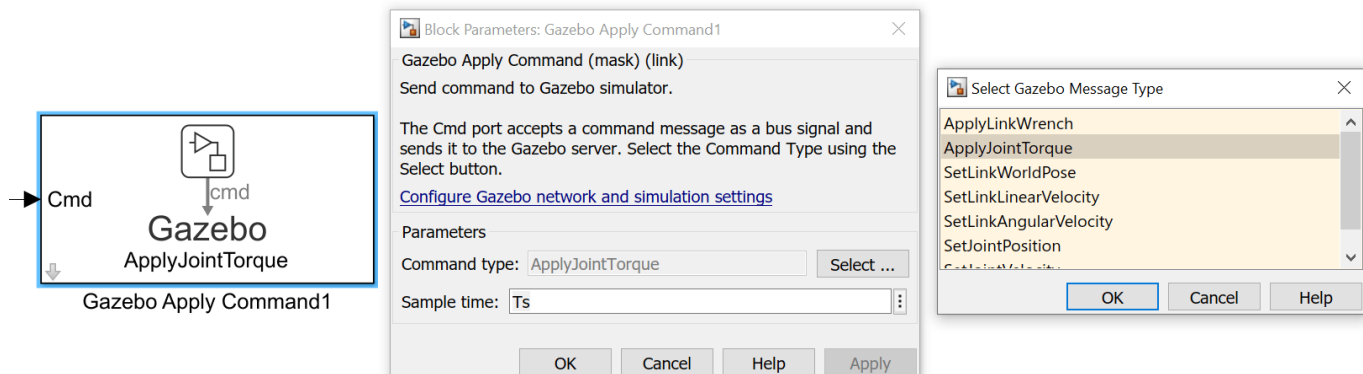 Cmd
cmd
Gazebo
ApplyJointTorque
Gazebo Apply Command1
Block Parameters: Gazebo Apply Command1
Gazebo Apply Command (mask) (link)
Send command to Gazebo simulator.
The Cmd port accepts a command message as a bus signal and
sends it to the Gazebo server. Select the Command Type using the
Select button.
Configure Gazebo network and simulation settings
Parameters
Command type: ApplyJointTorque Select ...
Sample time: Ts
OK Cancel Help Apply
Select Gazebo Message Type
ApplyLinkWrench
ApplyJointTorque
SetLinkWorldPose
SetLinkLinearVelocity
SetLinkAngularVelocity
SetJointPosition
SetJointVelocity
OK Cancel Help